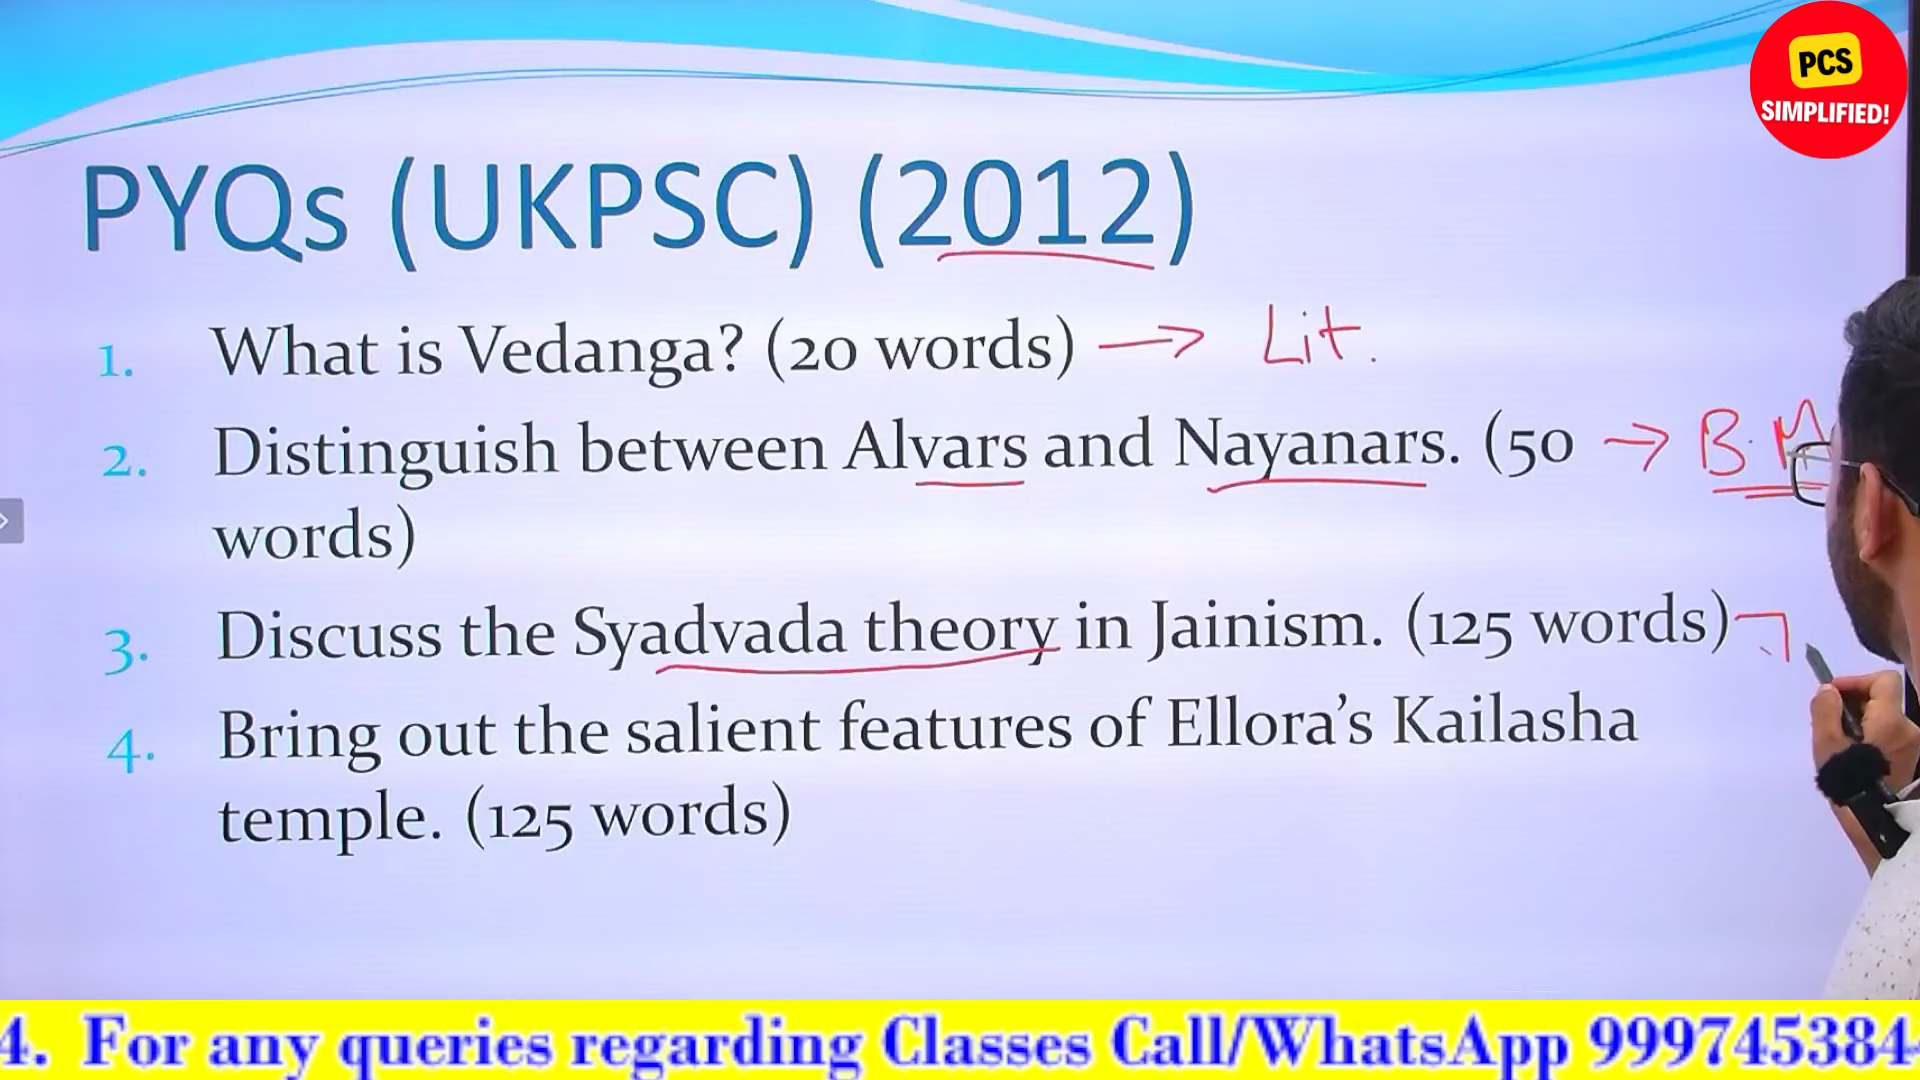 PCS
SIMPLIFIED!
PYQs (UKPSC) (2012)
1. What is Vedanga? (20 words) → Lit.
2. Distinguish between Alvars and Nayanars. (50 → B.M
words)
3. Discuss the Syadvada theory in Jainism. (125 words)
4. Bring out the salient features of Ellora’s Kailasha
temple. (125 words)
4. For any queries regarding Classes Call/WhatsApp 999745384